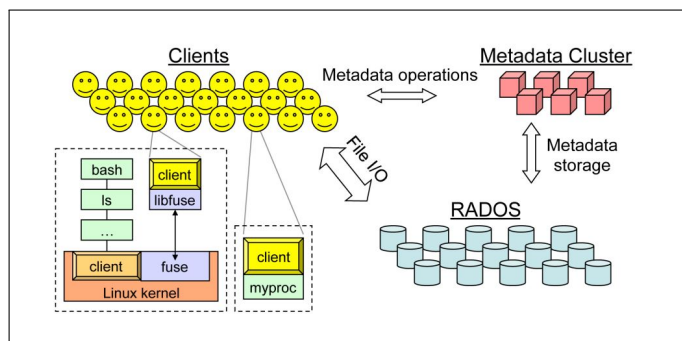 Clients
Metadata Cluster
Metadata operations
Metadata
storage
File I/O
RADOS
bash
ls
...
client
libfuse
client
fuse
Linux kernel
client
myproc